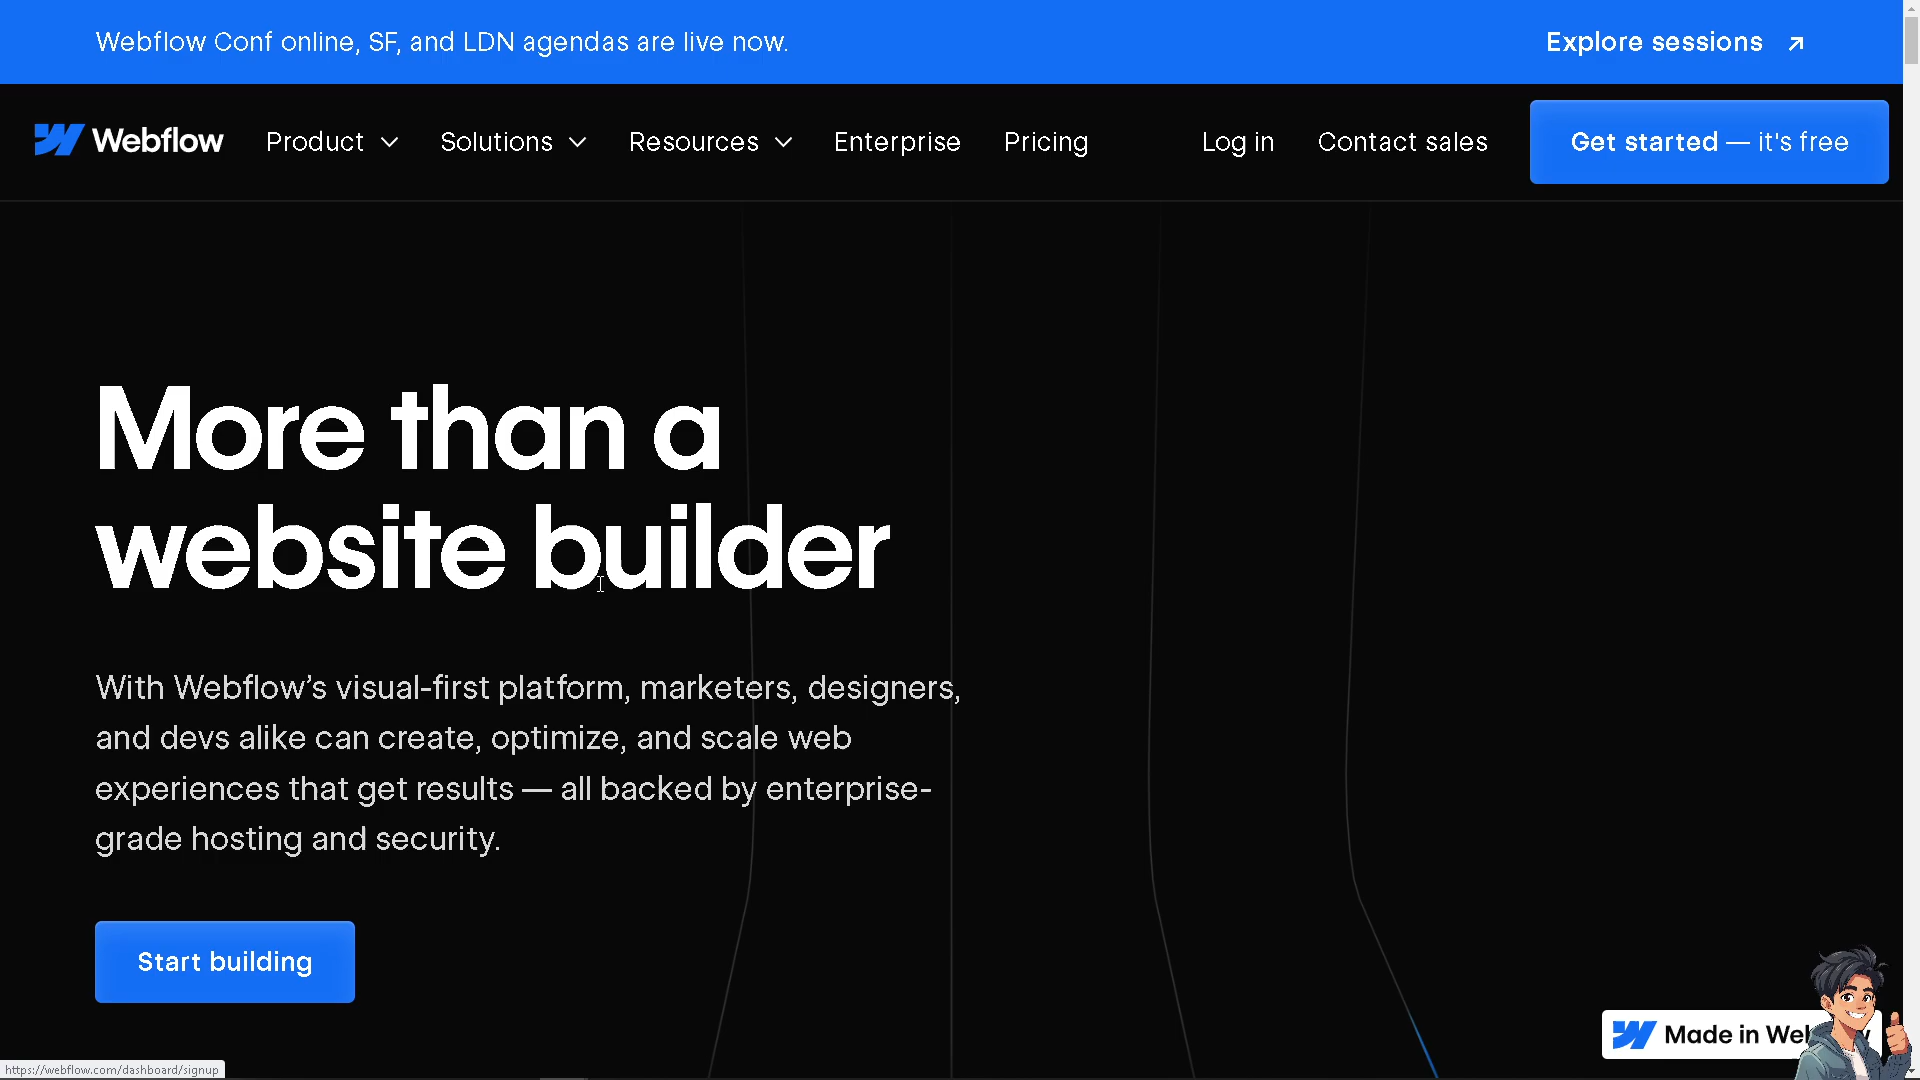 Webflow Conf online, SF, and LDN agendas are live now.
Explore sessions
Webflow
Product
Solutions
Resources
Enterprise
Pricing
Log in
Contact sales
Get started — it's free
More than a
website builder
With Webflow’s visual-first platform, marketers, designers,
and devs alike can create, optimize, and scale web
experiences that get results — all backed by enterprise-
grade hosting and security.
Start building
Made in
https://webflow.com/dashboard/signup